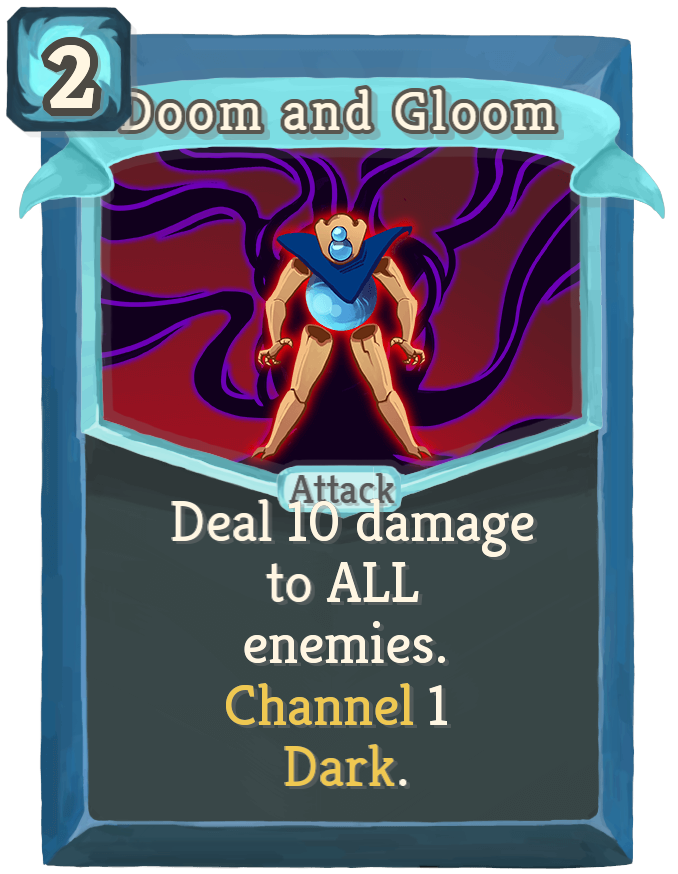 2
Doom and Gloom
Attack
Deal 10 damage
to ALL
enemies.
Channel 1
Dark.